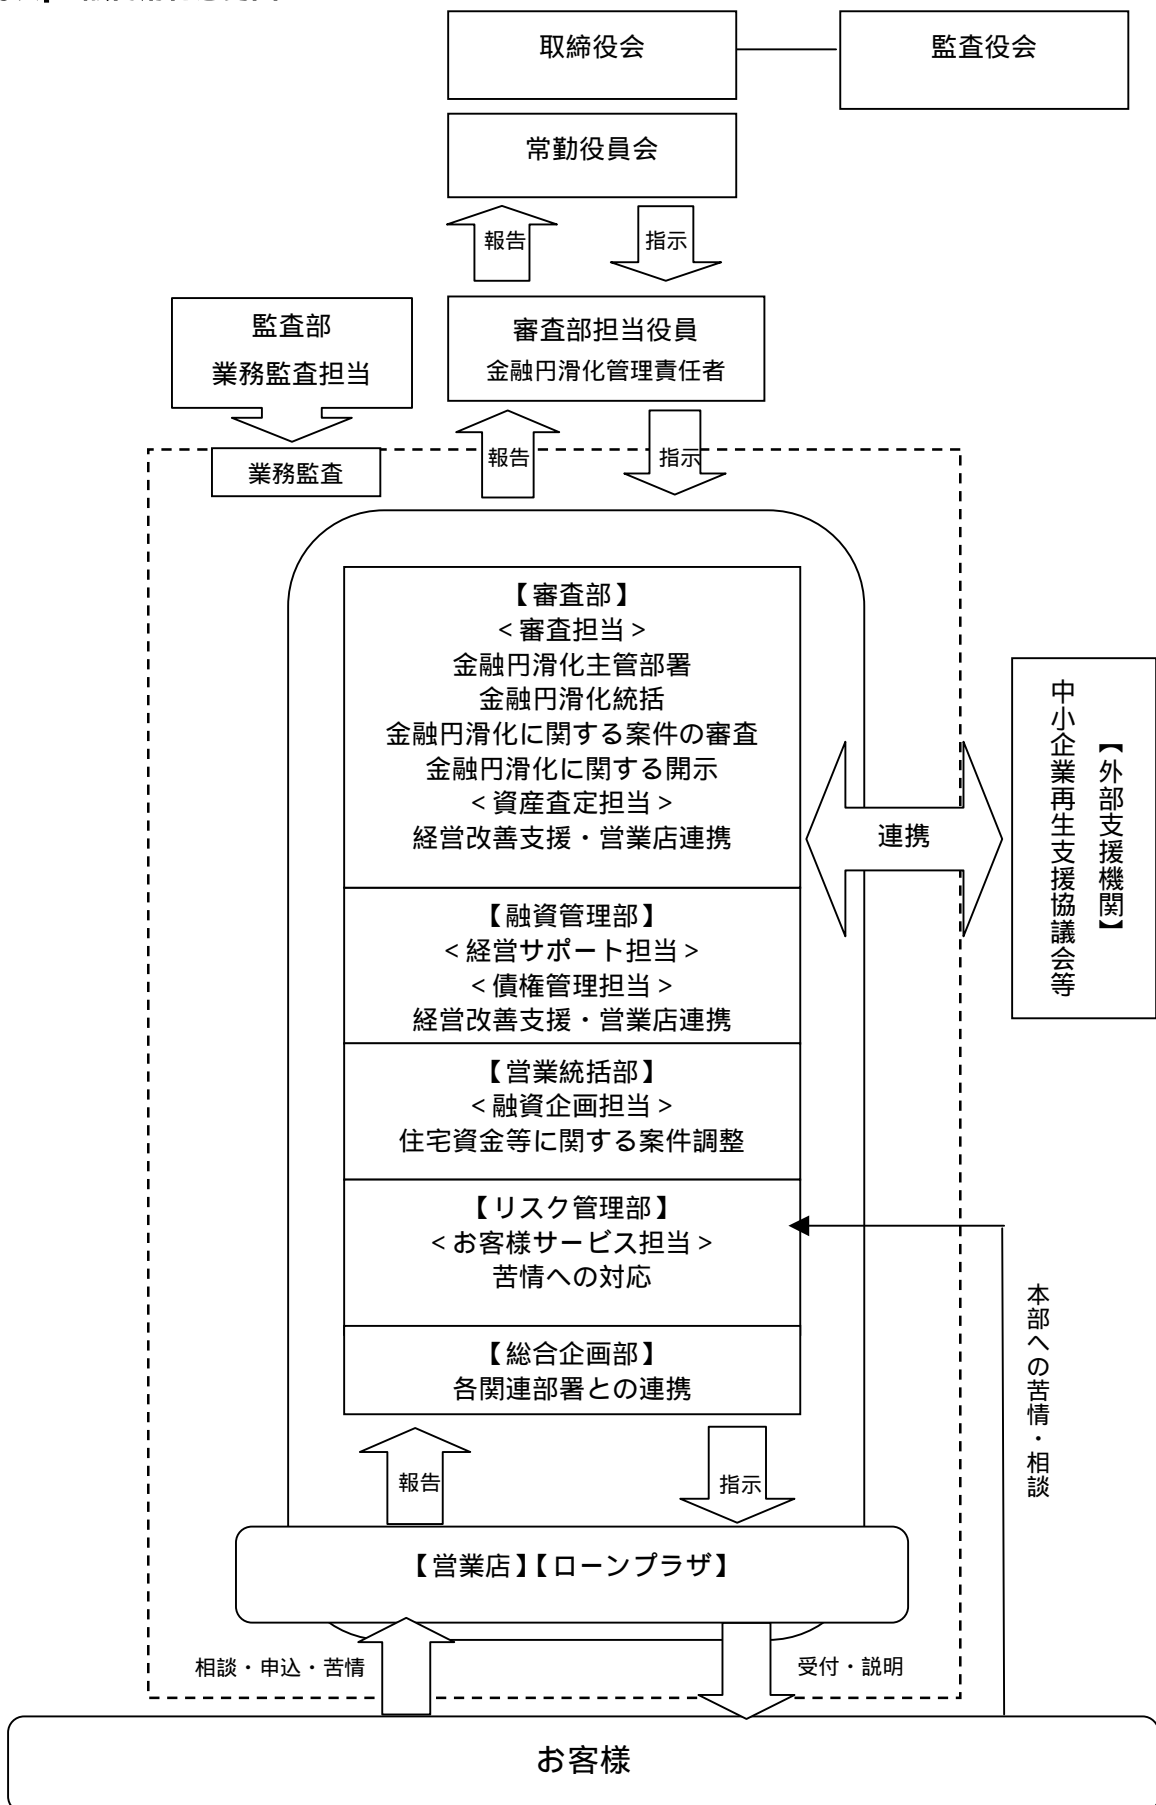 取締役会
監査役会
常勤役員会
報告
指示
監査部
業務監査担当
審査部担当役員
金融円滑化管理責任者
報告
指示
業務監査
【審査部】
<審査担当>
金融円滑化主管部署
金融円滑化統括
金融円滑化に関する案件の審査
金融円滑化に関する開示
<資産査定担当>
経営改善支援・営業店連携
連携
【外部支援機関】
中小企業再生支援協議会等
【融資管理部】
<経営サポート担当>
<債権管理担当>
経営改善支援・営業店連携
【営業統括部】
<融資企画担当>
住宅資金等に関する案件調整
【リスク管理部】
<お客様サービス担当>
苦情への対応
本部への苦情・相談
【総合企画部】
各関連部署との連携
報告
指示
【営業店】【ローンプラザ】
相談・申込・苦情
受付・説明
お客様